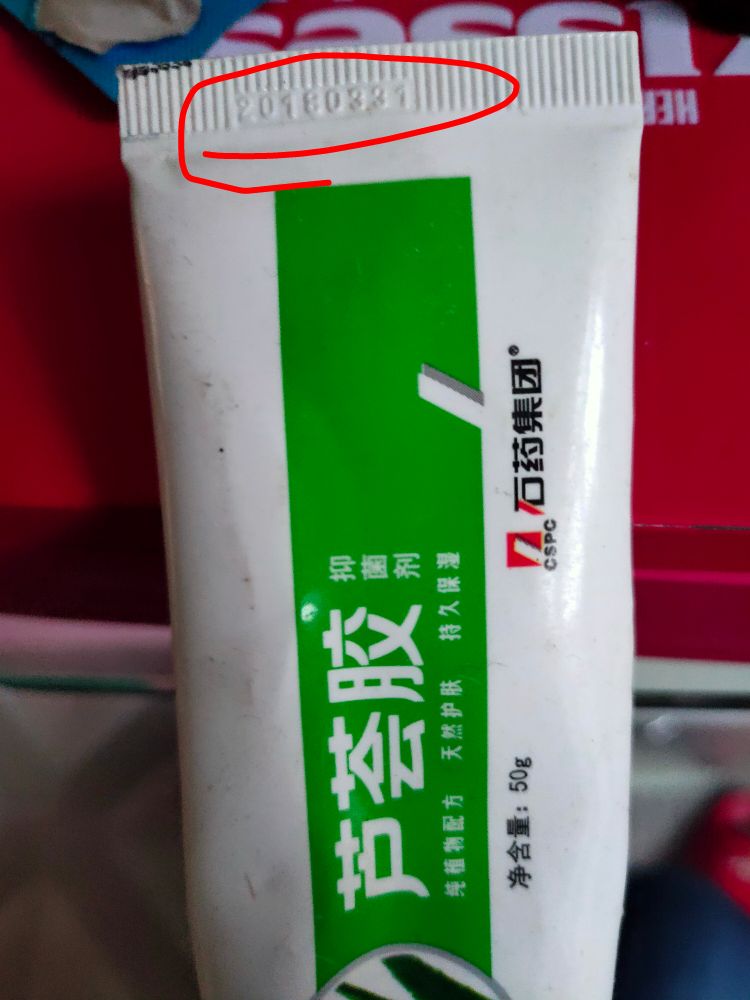 20180331
石药集团®
CSPC
抑菌剂
芦荟胶
纯植物配方 天然护肤 持久保湿
净含量：50g